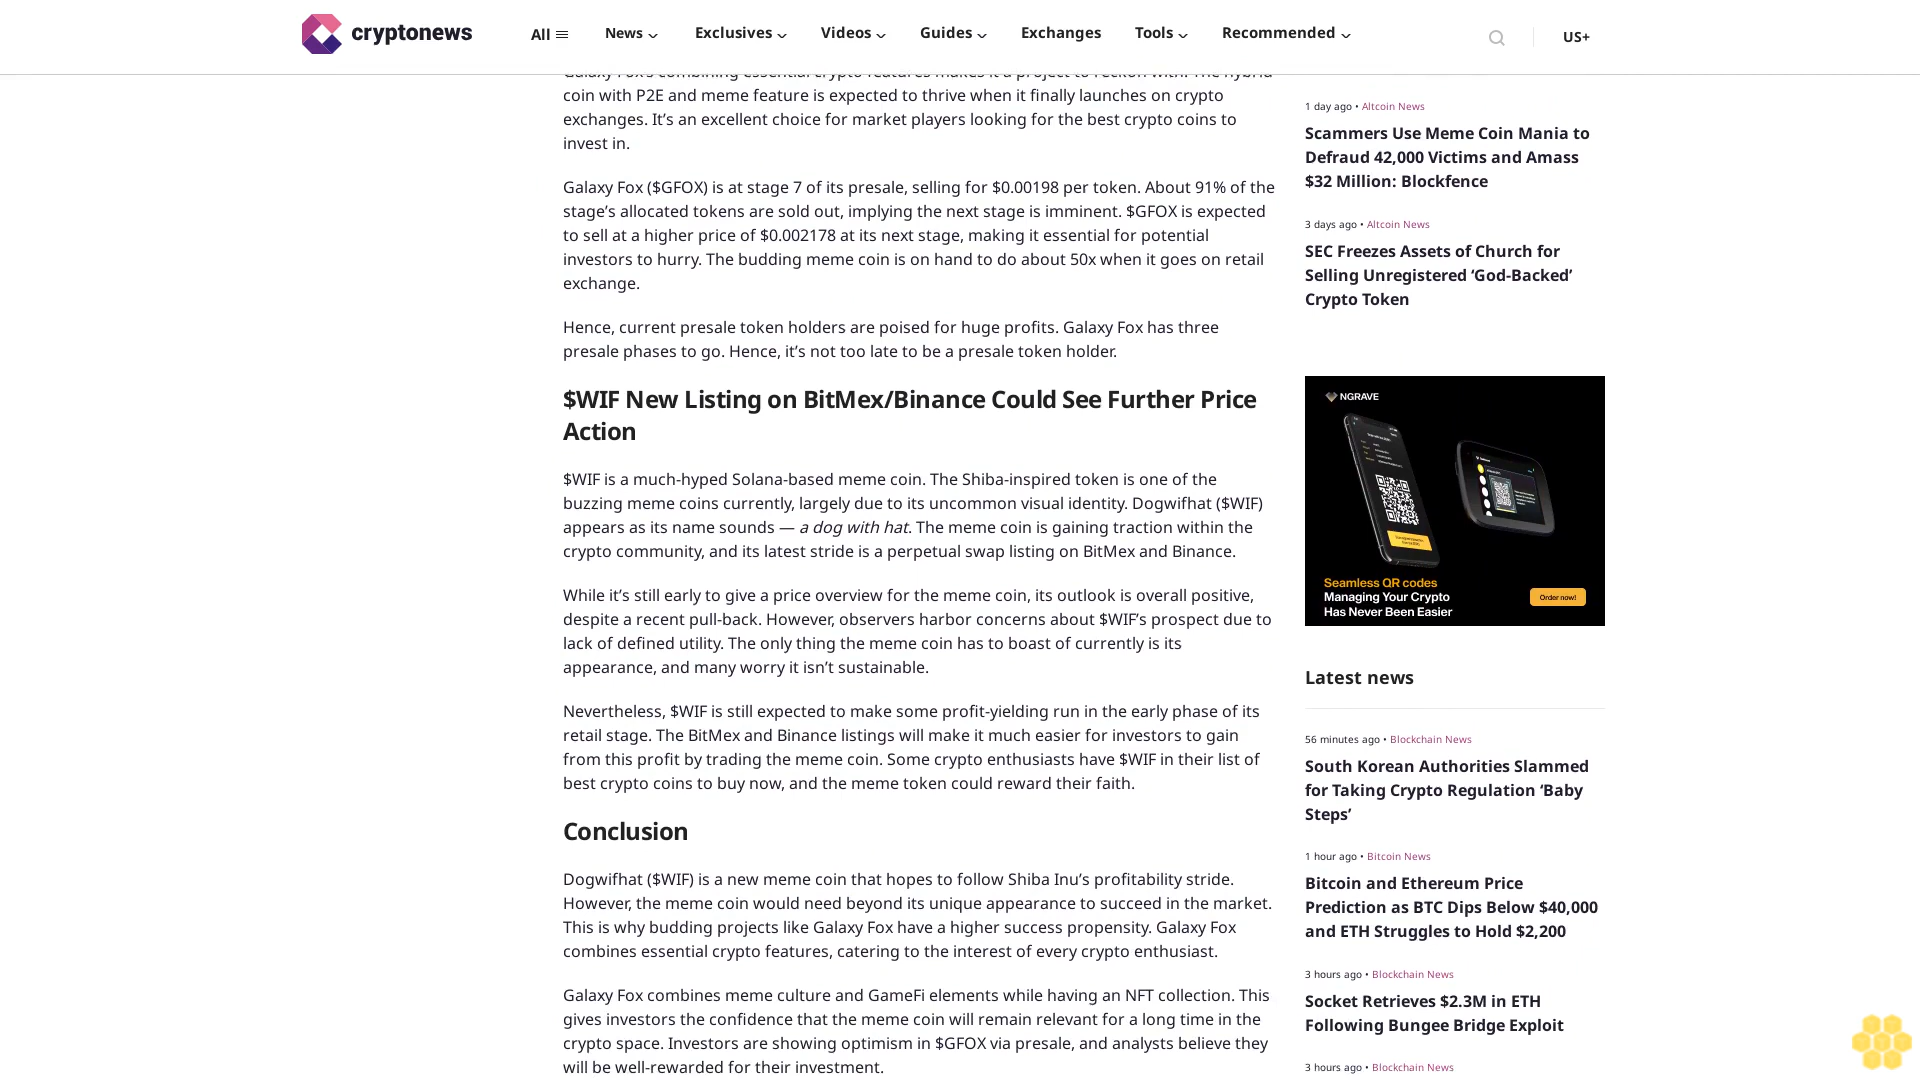 cryptonews
All
News
Exclusives
Videos
Guides
Exchanges
Tools
Recommended
US+
Galaxy Fox’s combining essential crypto features makes it a project to reckon with. The hybrid
coin with P2E and meme feature is expected to thrive when it finally launches on crypto
exchanges. It’s an excellent choice for market players looking for the best crypto coins to
invest in.
Galaxy Fox ($GFOX) is at stage 7 of its presale, selling for $0.00198 per token. About 91% of the
stage’s allocated tokens are sold out, implying the next stage is imminent. $GFOX is expected
to sell at a higher price of $0.002178 at its next stage, making it essential for potential
investors to hurry. The budding meme coin is on hand to do about 50x when it goes on retail
exchange.
Hence, current presale token holders are poised for huge profits. Galaxy Fox has three
presale phases to go. Hence, it’s not too late to be a presale token holder.
$WIF New Listing on BitMex/Binance Could See Further Price
Action
$WIF is a much-hyped Solana-based meme coin. The Shiba-inspired token is one of the
buzzing meme coins currently, largely due to its uncommon visual identity. Dogwifhat ($WIF)
appears as its name sounds — a dog with hat. The meme coin is gaining traction within the
crypto community, and its latest stride is a perpetual swap listing on BitMex and Binance.
While it’s still early to give a price overview for the meme coin, its outlook is overall positive,
despite a recent pull-back. However, observers harbor concerns about $WIF’s prospect due to
lack of defined utility. The only thing the meme coin has to boast of currently is its
appearance, and many worry it isn’t sustainable.
Nevertheless, $WIF is still expected to make some profit-yielding run in the early phase of its
retail stage. The BitMex and Binance listings will make it much easier for investors to gain
from this profit by trading the meme coin. Some crypto enthusiasts have $WIF in their list of
best crypto coins to buy now, and the meme token could reward their faith.
Conclusion
Dogwifhat ($WIF) is a new meme coin that hopes to follow Shiba Inu’s profitability stride.
However, the meme coin would need beyond its unique appearance to succeed in the market.
This is why budding projects like Galaxy Fox have a higher success propensity. Galaxy Fox
combines essential crypto features, catering to the interest of every crypto enthusiast.
Galaxy Fox combines meme culture and GameFi elements while having an NFT collection. This
gives investors the confidence that the meme coin will remain relevant for a long time in the
crypto space. Investors are showing optimism in $GFOX via presale, and analysts believe they
will be well-rewarded for their investment.
1 day ago • Altcoin News
Scammers Use Meme Coin Mania to
Defraud 42,000 Victims and Amass
$32 Million: Blockfence
3 days ago • Altcoin News
SEC Freezes Assets of Church for
Selling Unregistered ‘God-Backed’
Crypto Token
NGRAVE
Seamless QR codes
Managing Your Crypto
Has Never Been Easier
Order now!
Latest news
56 minutes ago • Blockchain News
South Korean Authorities Slammed
for Taking Crypto Regulation ‘Baby
Steps’
1 hour ago • Bitcoin News
Bitcoin and Ethereum Price
Prediction as BTC Dips Below $40,000
and ETH Struggles to Hold $2,200
3 hours ago • Blockchain News
Socket Retrieves $2.3M in ETH
Following Bungee Bridge Exploit
3 hours ago • Blockchain News